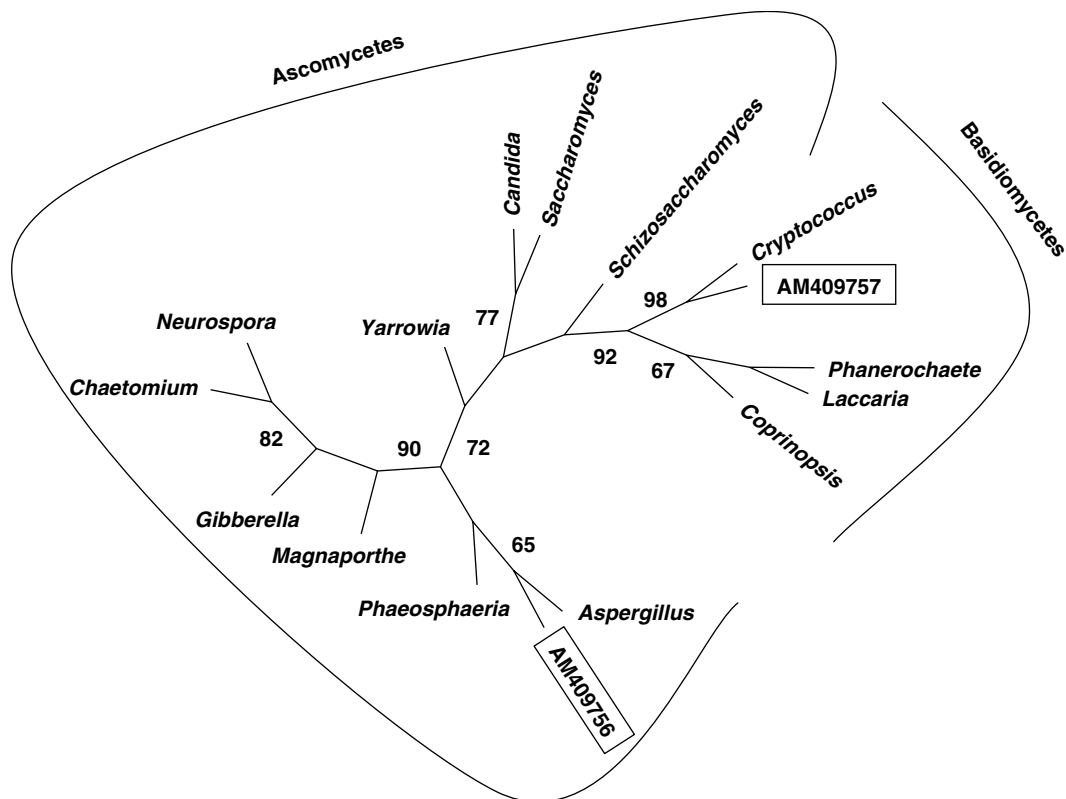 Ascomycetes
Basidiomycetes
Candida
Saccharomyces
Schizosaccharomyces
Cryptococcus
AM409757
98
Neurospora
Yarrowia
77
92
67
Phanerochaete
Laccaria
Chaetomium
Coprinopsis
82
90
72
Gibberella
Magnaporthe
65
Phaeosphaeria
Aspergillus
AM409756